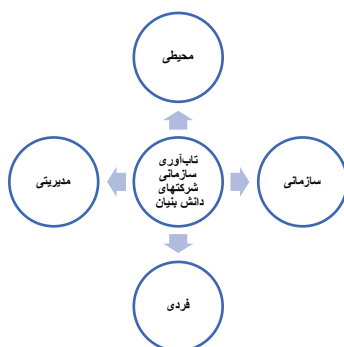 محیطی
سازمانی
تاب‌آوری
سازمانی
شرکتهای
دانش بنیان
مدیریتی
فردی